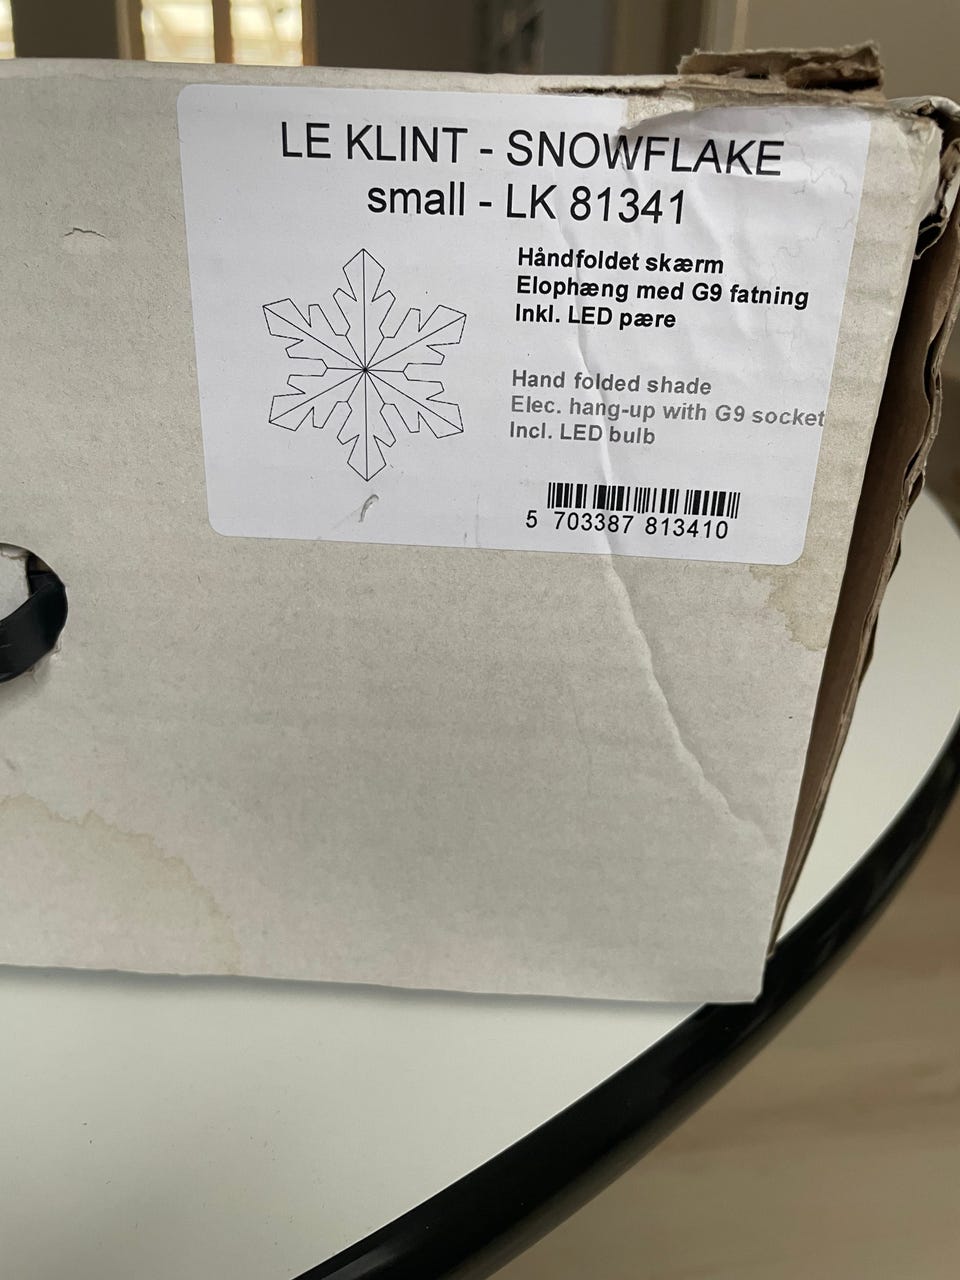 LE KLINT - SNOWFLAKE
small - LK 81341
Håndfoldet skærm
Elophæng med G9 fatning
Inkl. LED pære
Hand folded shade
Elec. hang-up with G9 socket
Incl. LED bulb
5 703387 813410